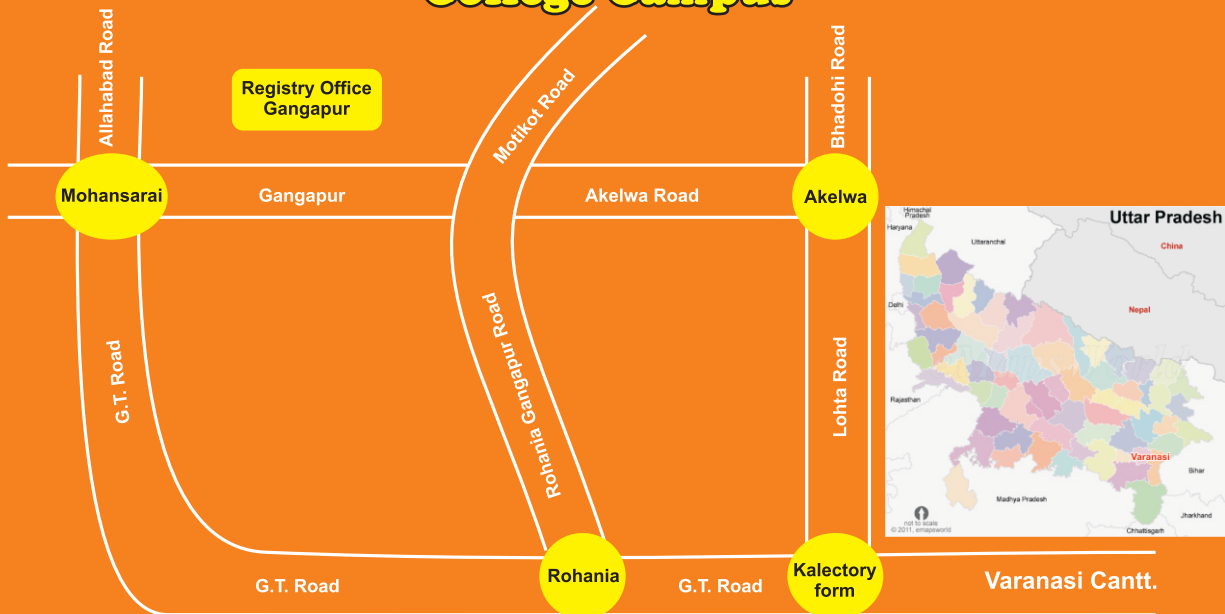 College Campus
Allahabad Road
Registry Office
Gangapur
Motikot Road
Bhadohi Road
Mohansarai
Gangapur
Akelwa Road
Akelwa
G.T. Road
Rohania Gangapur Road
Lohta Road
G.T. Road
Rohania
G.T. Road
Kalectory
form
Varanasi Cantt.
Uttar Pradesh
Himachal
Pradesh
Haryana
Uttaranchal
China
Delhi
Nepal
Rajasthan
Varanasi
Bihar
Madhya Pradesh
Jharkhand
not to scale
© 2011, emapsworld
Chhattisgarh